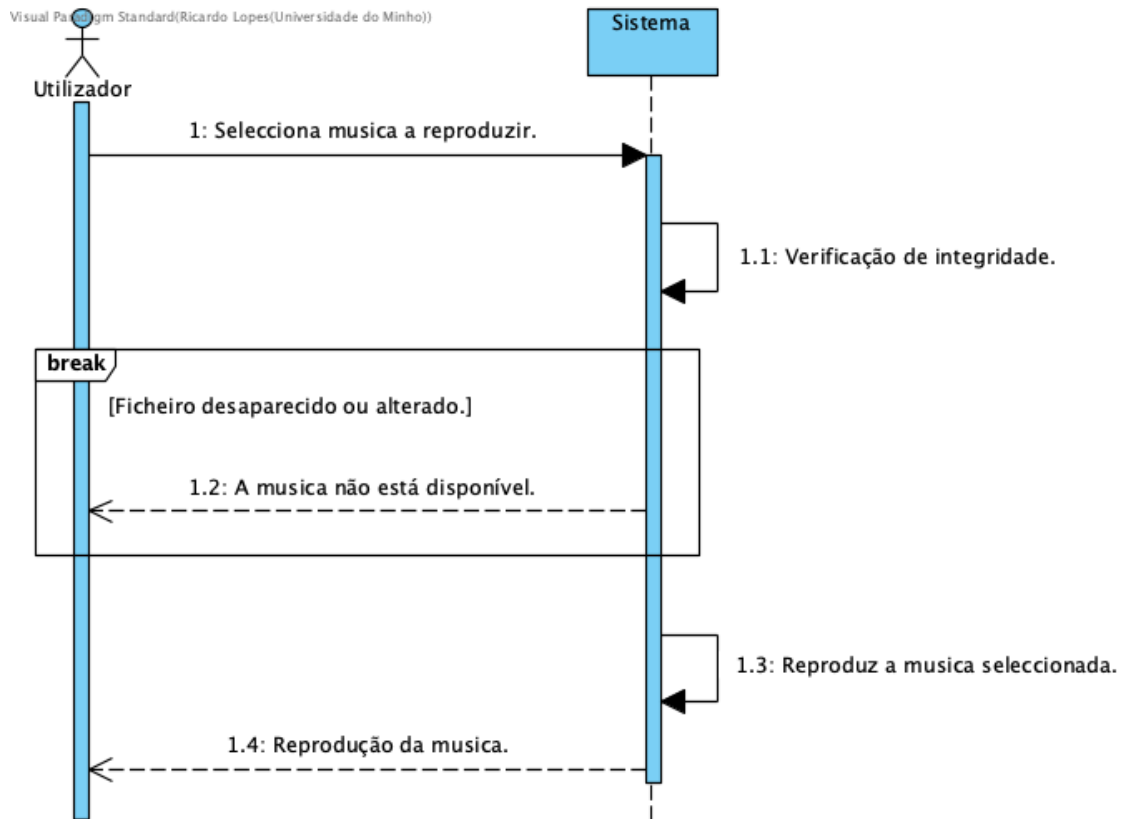 Visual Paradigm Standard(Ricardo Lopes(Universidade do Minho))
Sistema
Utilizador
1: Selecciona musica a reproduzir.
1.1: Verificação de integridade.
break
[Ficheiro desaparecido ou alterado.]
1.2: A musica não está disponível.
1.3: Reproduz a musica seleccionada.
1.4: Reprodução da musica.